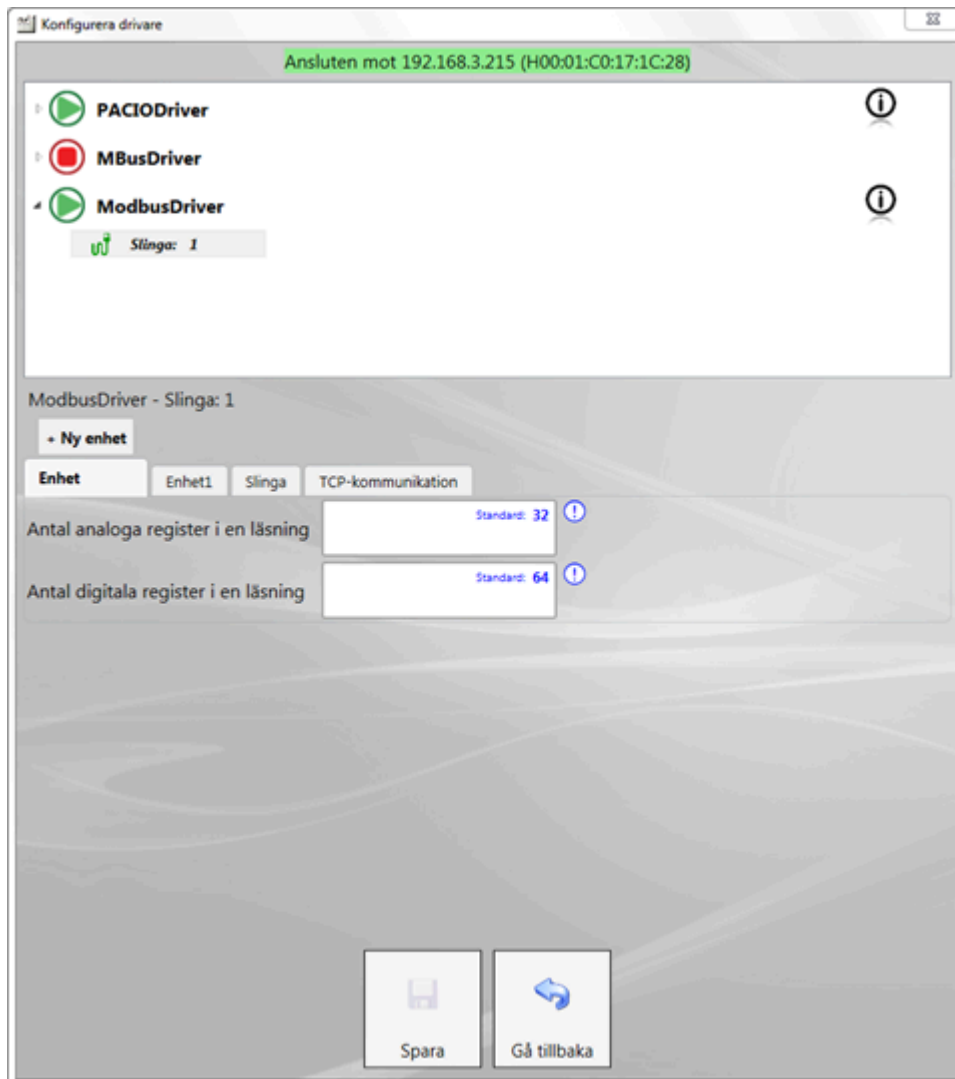 Konfigurera drivare
Ansluten mot 192.168.3.215 (H00:01:C0:17:1C:28)
PACIODriver
MBusDriver
ModbusDriver
Slinga: 1
ModbusDriver - Slinga: 1
+ Ny enhet
Enhet Enhet1 Slinga TCP-kommunikation
Antal analoga register i en läsning Standard: 32
Antal digitala register i en läsning Standard: 64
Spara Gå tillbaka